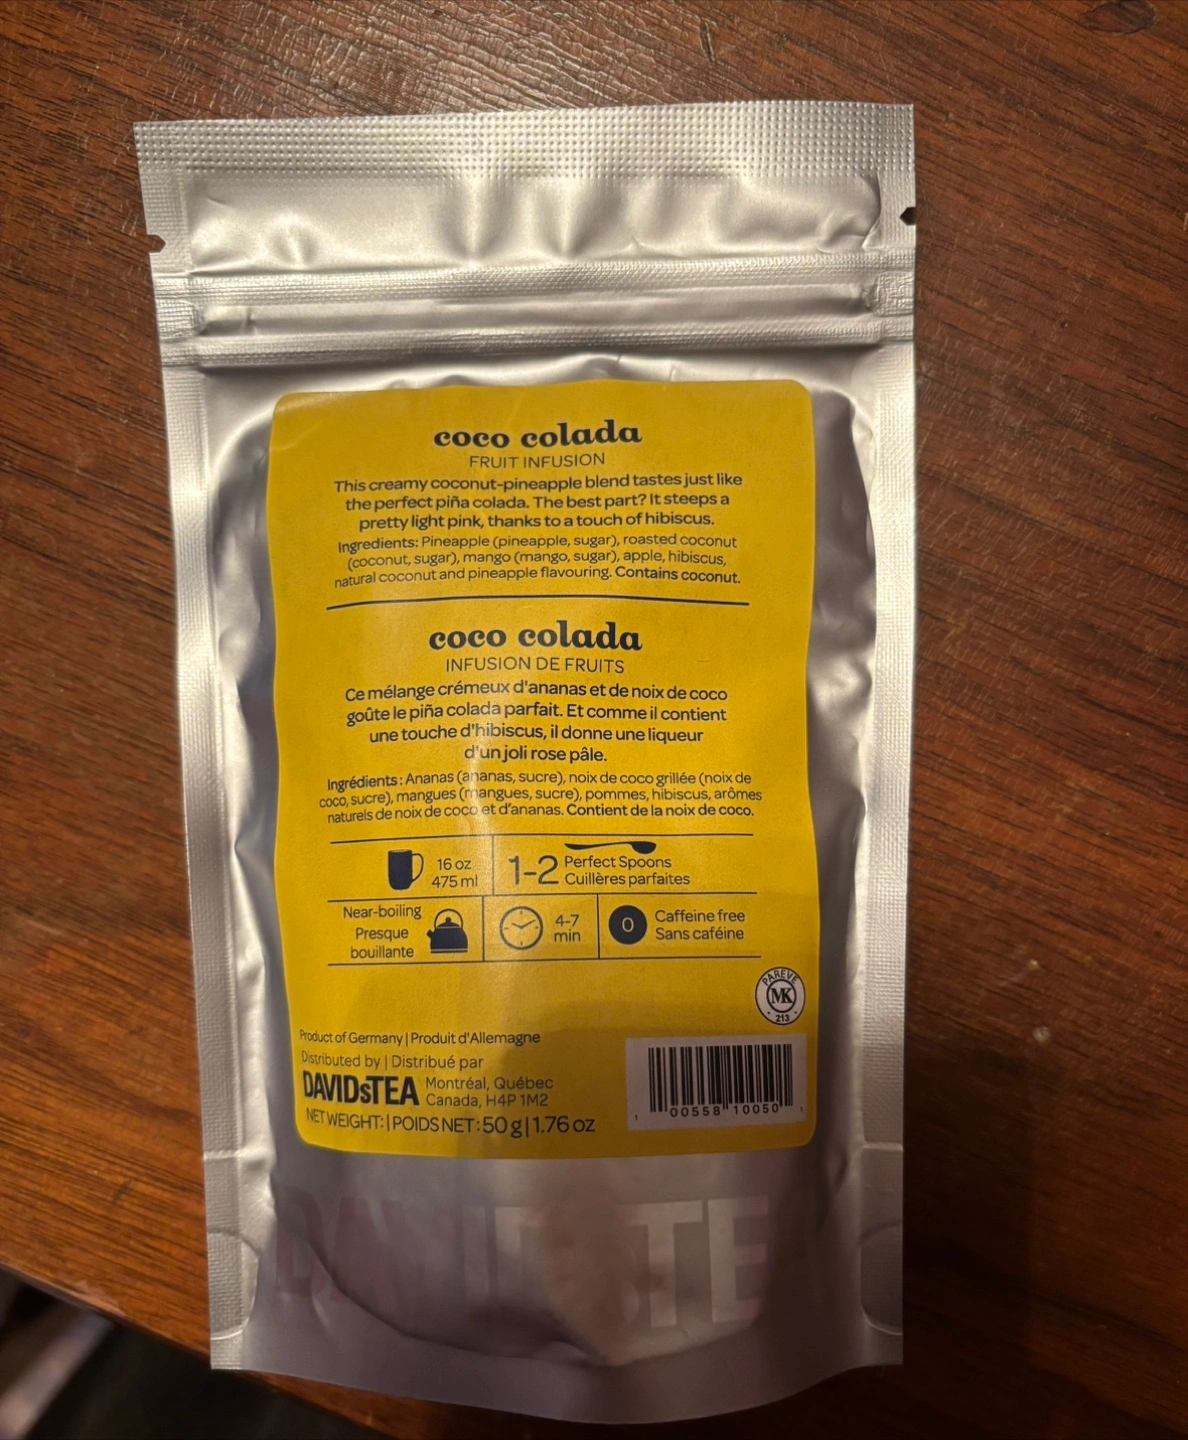 coco colada
FRUIT INFUSION
This creamy coconut-pineapple blend tastes just like
the perfect piña colada. The best part? It steeps a
pretty light pink, thanks to a touch of hibiscus.
Ingredients: Pineapple (pineapple, sugar), roasted coconut
(coconut, sugar), mango (mango, sugar), apple, hibiscus,
natural coconut and pineapple flavouring. Contains coconut.
coco colada
INFUSION DE FRUITS
Ce mélange crémeux d'ananas et de noix de coco
goûte le piña colada parfait. Et comme il contient
une touche d'hibiscus, il donne une liqueur
d'un joli rose pâle.
Ingrédients : Ananas (ananas, sucre), noix de coco grillée (noix de
coco, sucre), mangues (mangues, sucre), pommes, hibiscus, arômes
naturels de noix de coco et d'ananas. Contient de la noix de coco.
16 oz
475 ml
1-2
Perfect Spoons
Cuillères parfaites
Near-boiling
Presque
bouillante
4-7
min
0
Caffeine free
Sans caféine
PAREVE
MK
213
Product of Germany | Produit d'Allemagne
Distributed by | Distribué par
DAVIDsTEA
Montréal, Québec
Canada, H4P 1M2
NET WEIGHT: | POIDS NET : 50 g | 1.76 oz
1 00558 10050 1
DAVIDsTEA